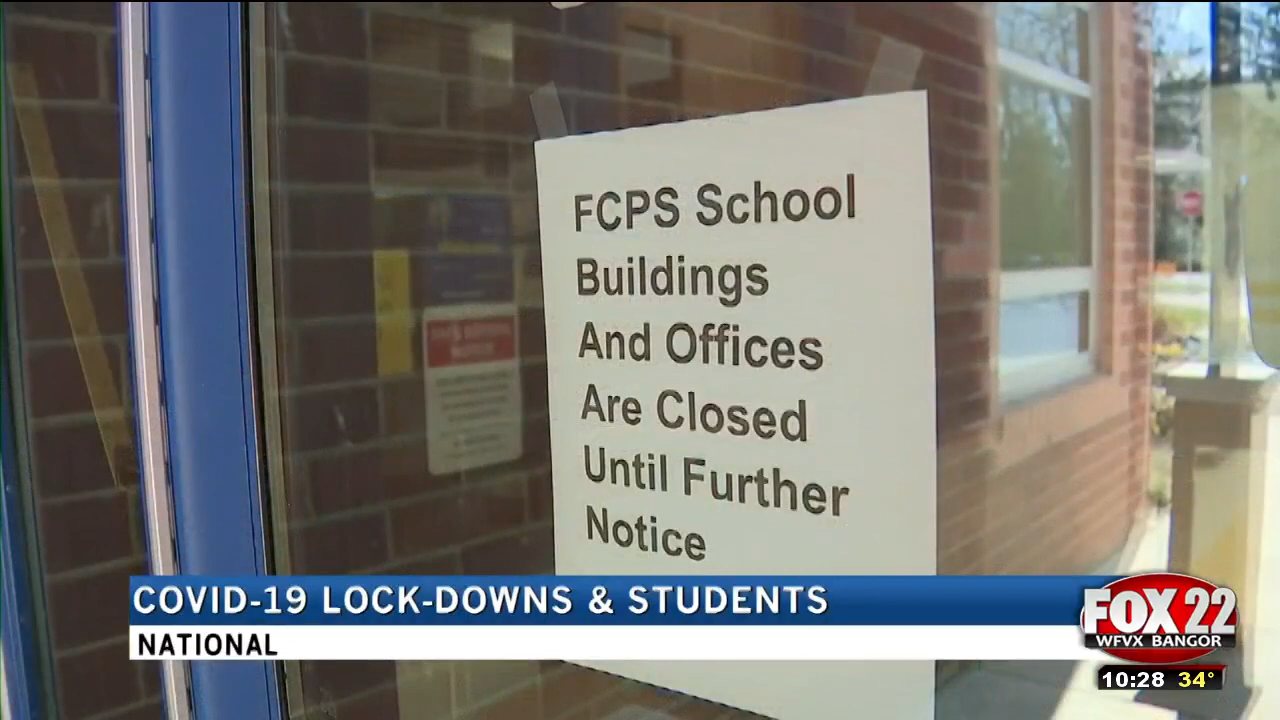 FCPS School
Buildings
And Offices
Are Closed
Until Further
Notice
COVID-19 LOCK-DOWNS & STUDENTS
NATIONAL
FOX 22
WFVX BANGOR
10:28 34°